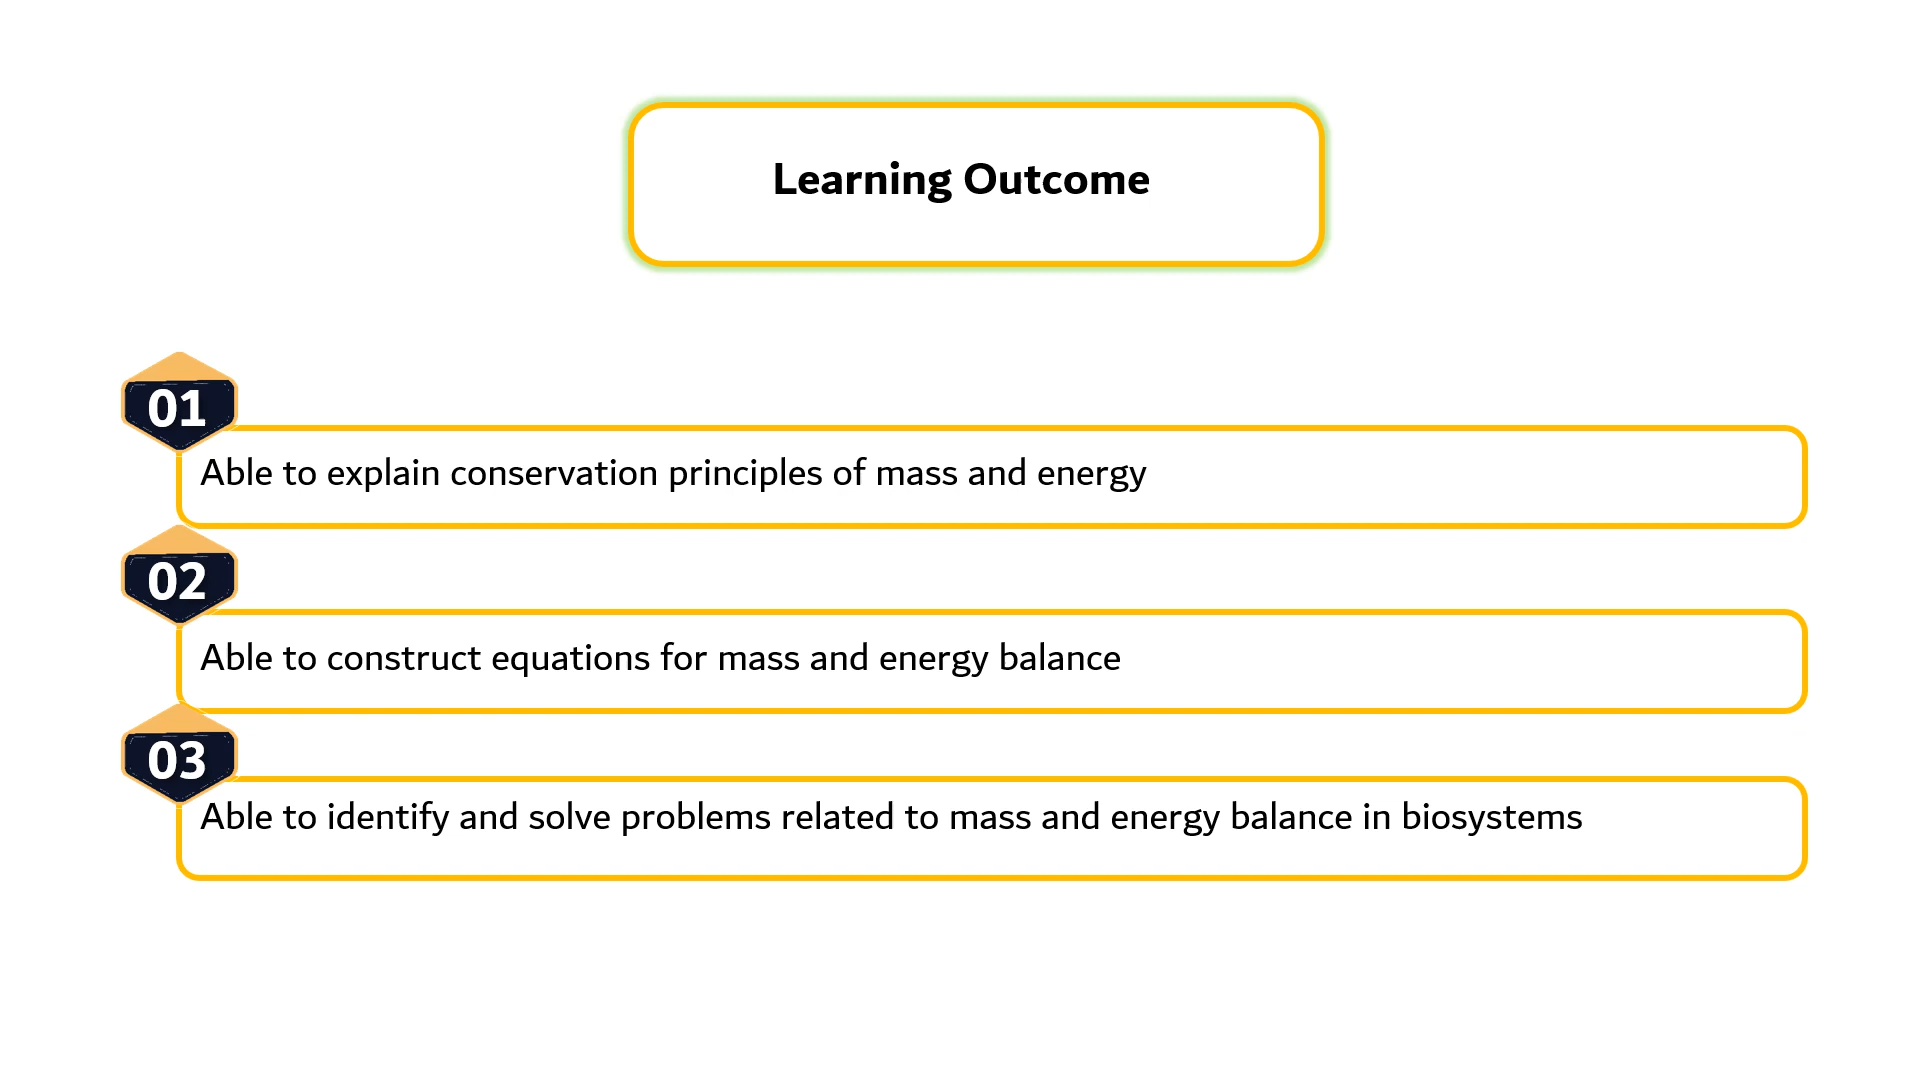 Learning Outcome
01
Able to explain conservation principles of mass and energy
02
Able to construct equations for mass and energy balance
03
Able to identify and solve problems related to mass and energy balance in biosystems